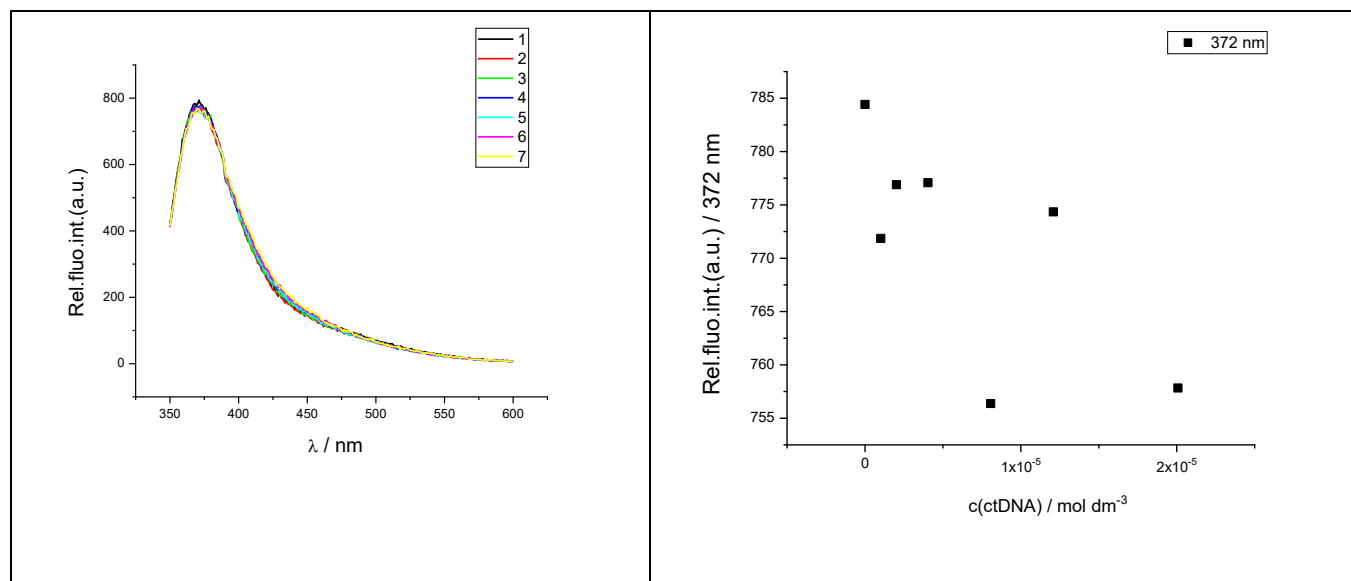 1
2
3
4
5
6
7
800
600
400
200
0
Rel.fluo.int.(a.u.)
350 400 450 500 550 600
λ / nm
372 nm
785
780
775
770
765
760
755
Rel.fluo.int.(a.u.) / 372 nm
0 1x10⁻⁵ 2x10⁻⁵
c(ctDNA) / mol dm⁻³